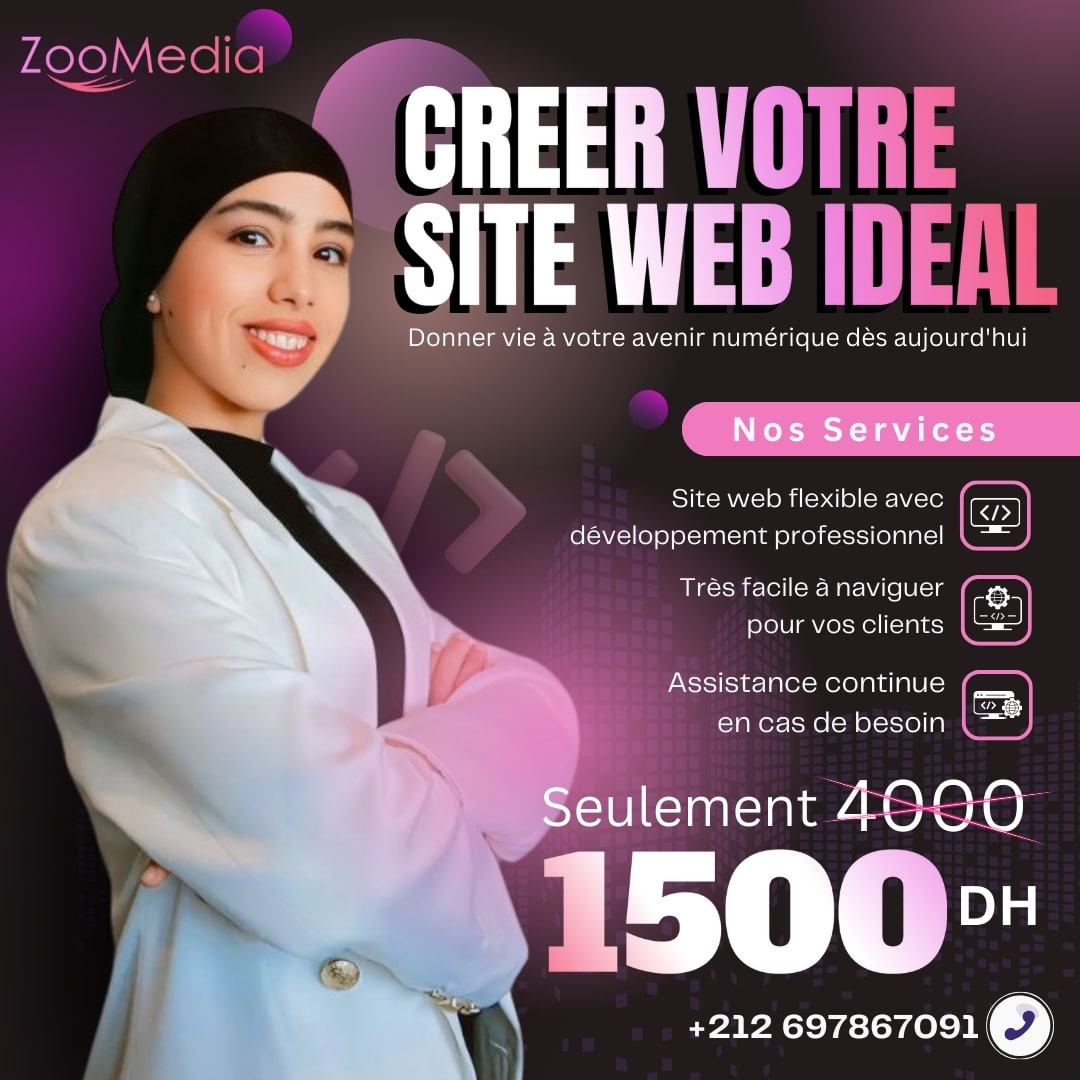 ZooMedia
CREER VOTRE
SITE WEB IDEAL
Donner vie à votre avenir numérique dès aujourd'hui
Nos Services
Site web flexible avec
développement professionnel
Très facile à naviguer
pour vos clients
Assistance continue
en cas de besoin
Seulement 4000
1500 DH
+212 697867091